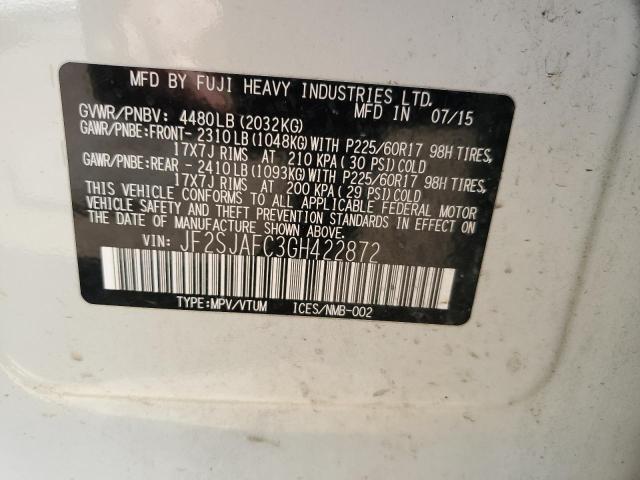 MFD BY FUJI HEAVY INDUSTRIES LTD.
GVWR/PNBV: 4480LB(2032KG) MFD IN 07/15
GAWR/PNBE:FRONT- 2310LB(1048KG)WITH P225/60R17 98H TIRES,
17X7J RIMS AT 210 KPA(30 PSI)COLD
GAWR/PNBE:REAR - 2410LB(1093KG)WITH P225/60R17 98H TIRES,
17X7J RIMS AT 200 KPA(29 PSI)COLD
THIS VEHICLE CONFORMS TO ALL APPLICABLE FEDERAL MOTOR
VEHICLE SAFETY AND THEFT PREVENTION STANDARDS IN EFFECT ON
THE DATE OF MANUFACTURE SHOWN ABOVE.
VIN: JF2SJAFC3GH422872
TYPE:MPV/VTUM ICES/NMB-002